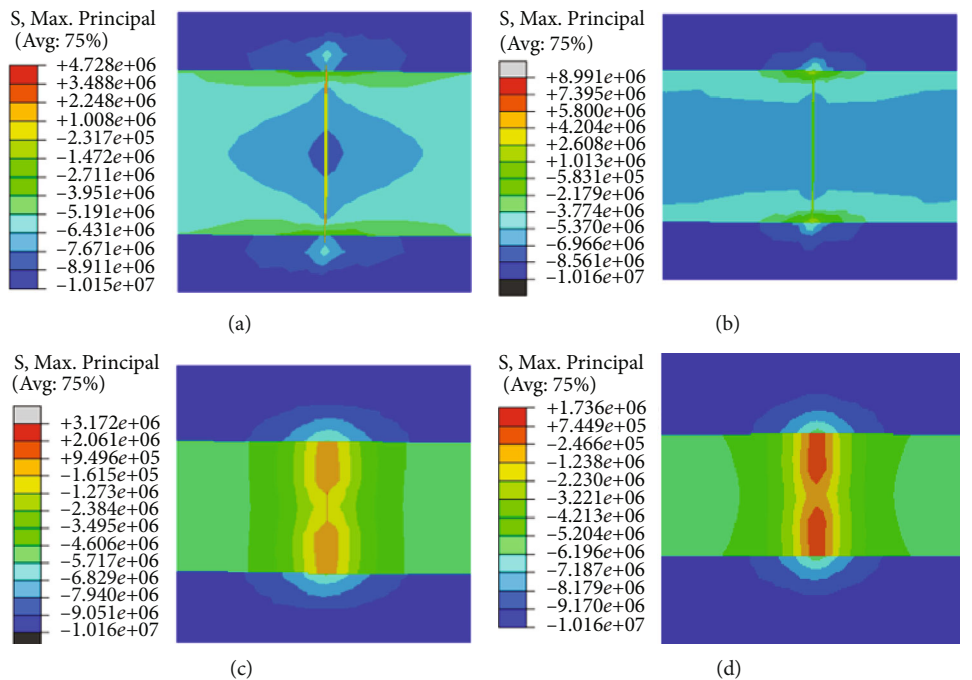 S, Max. Principal
(Avg: 75%)
+4.728e+06
+3.488e+06
+2.248e+06
+1.008e+06
−2.317e+05
−1.472e+06
−2.711e+06
−3.951e+06
−5.191e+06
−6.431e+06
−7.671e+06
−8.911e+06
−1.015e+07
(a)
S, Max. Principal
(Avg: 75%)
+8.991e+06
+7.395e+06
+5.800e+06
+4.204e+06
+2.608e+06
+1.013e+06
−5.831e+05
−2.179e+06
−3.774e+06
−5.370e+06
−6.966e+06
−8.561e+06
−1.016e+07
(b)
S, Max. Principal
(Avg: 75%)
+3.172e+06
+2.061e+06
+9.496e+05
−1.615e+05
−1.273e+06
−2.384e+06
−3.495e+06
−4.606e+06
−5.717e+06
−6.829e+06
−7.940e+06
−9.051e+06
−1.016e+07
(c)
S, Max. Principal
(Avg: 75%)
+1.736e+06
+7.449e+05
−2.465e+05
−1.238e+06
−2.230e+06
−3.221e+06
−4.213e+06
−5.204e+06
−6.196e+06
−7.187e+06
−8.179e+06
−9.170e+06
−1.016e+07
(d)